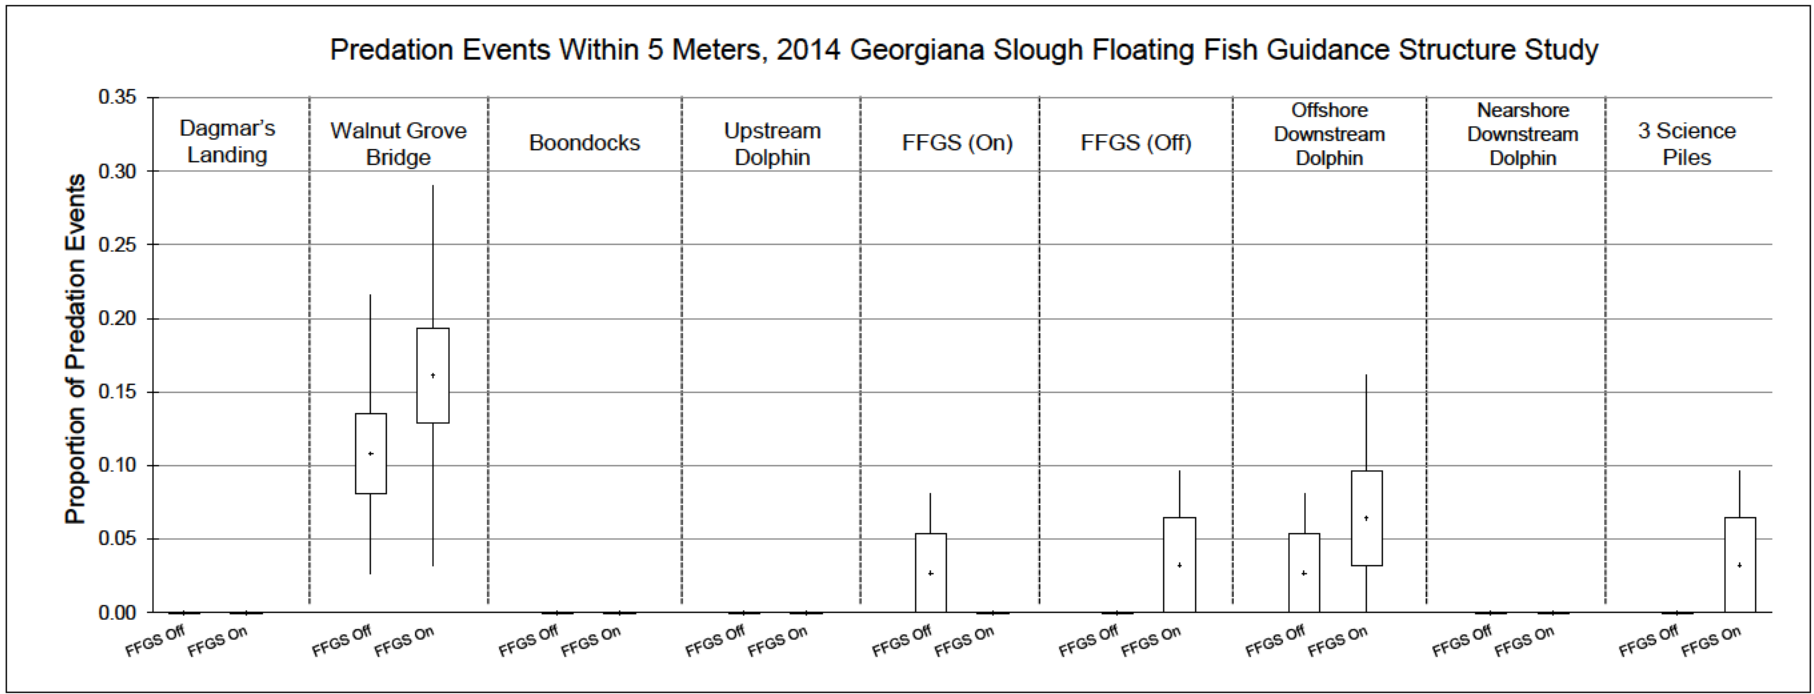 Predation Events Within 5 Meters, 2014 Georgiana Slough Floating Fish Guidance Structure Study
Proportion of Predation Events
0.35
0.30
0.25
0.20
0.15
0.10
0.05
0.00
Dagmar's
Landing
Walnut Grove
Bridge
Boondocks
Upstream
Dolphin
FFGS (On)
FFGS (Off)
Offshore
Downstream
Dolphin
Nearshore
Downstream
Dolphin
3 Science
Piles
FFGS Off
FFGS On
FFGS Off
FFGS On
FFGS Off
FFGS On
FFGS Off
FFGS On
FFGS Off
FFGS On
FFGS Off
FFGS On
FFGS Off
FFGS On
FFGS Off
FFGS On
FFGS Off
FFGS On